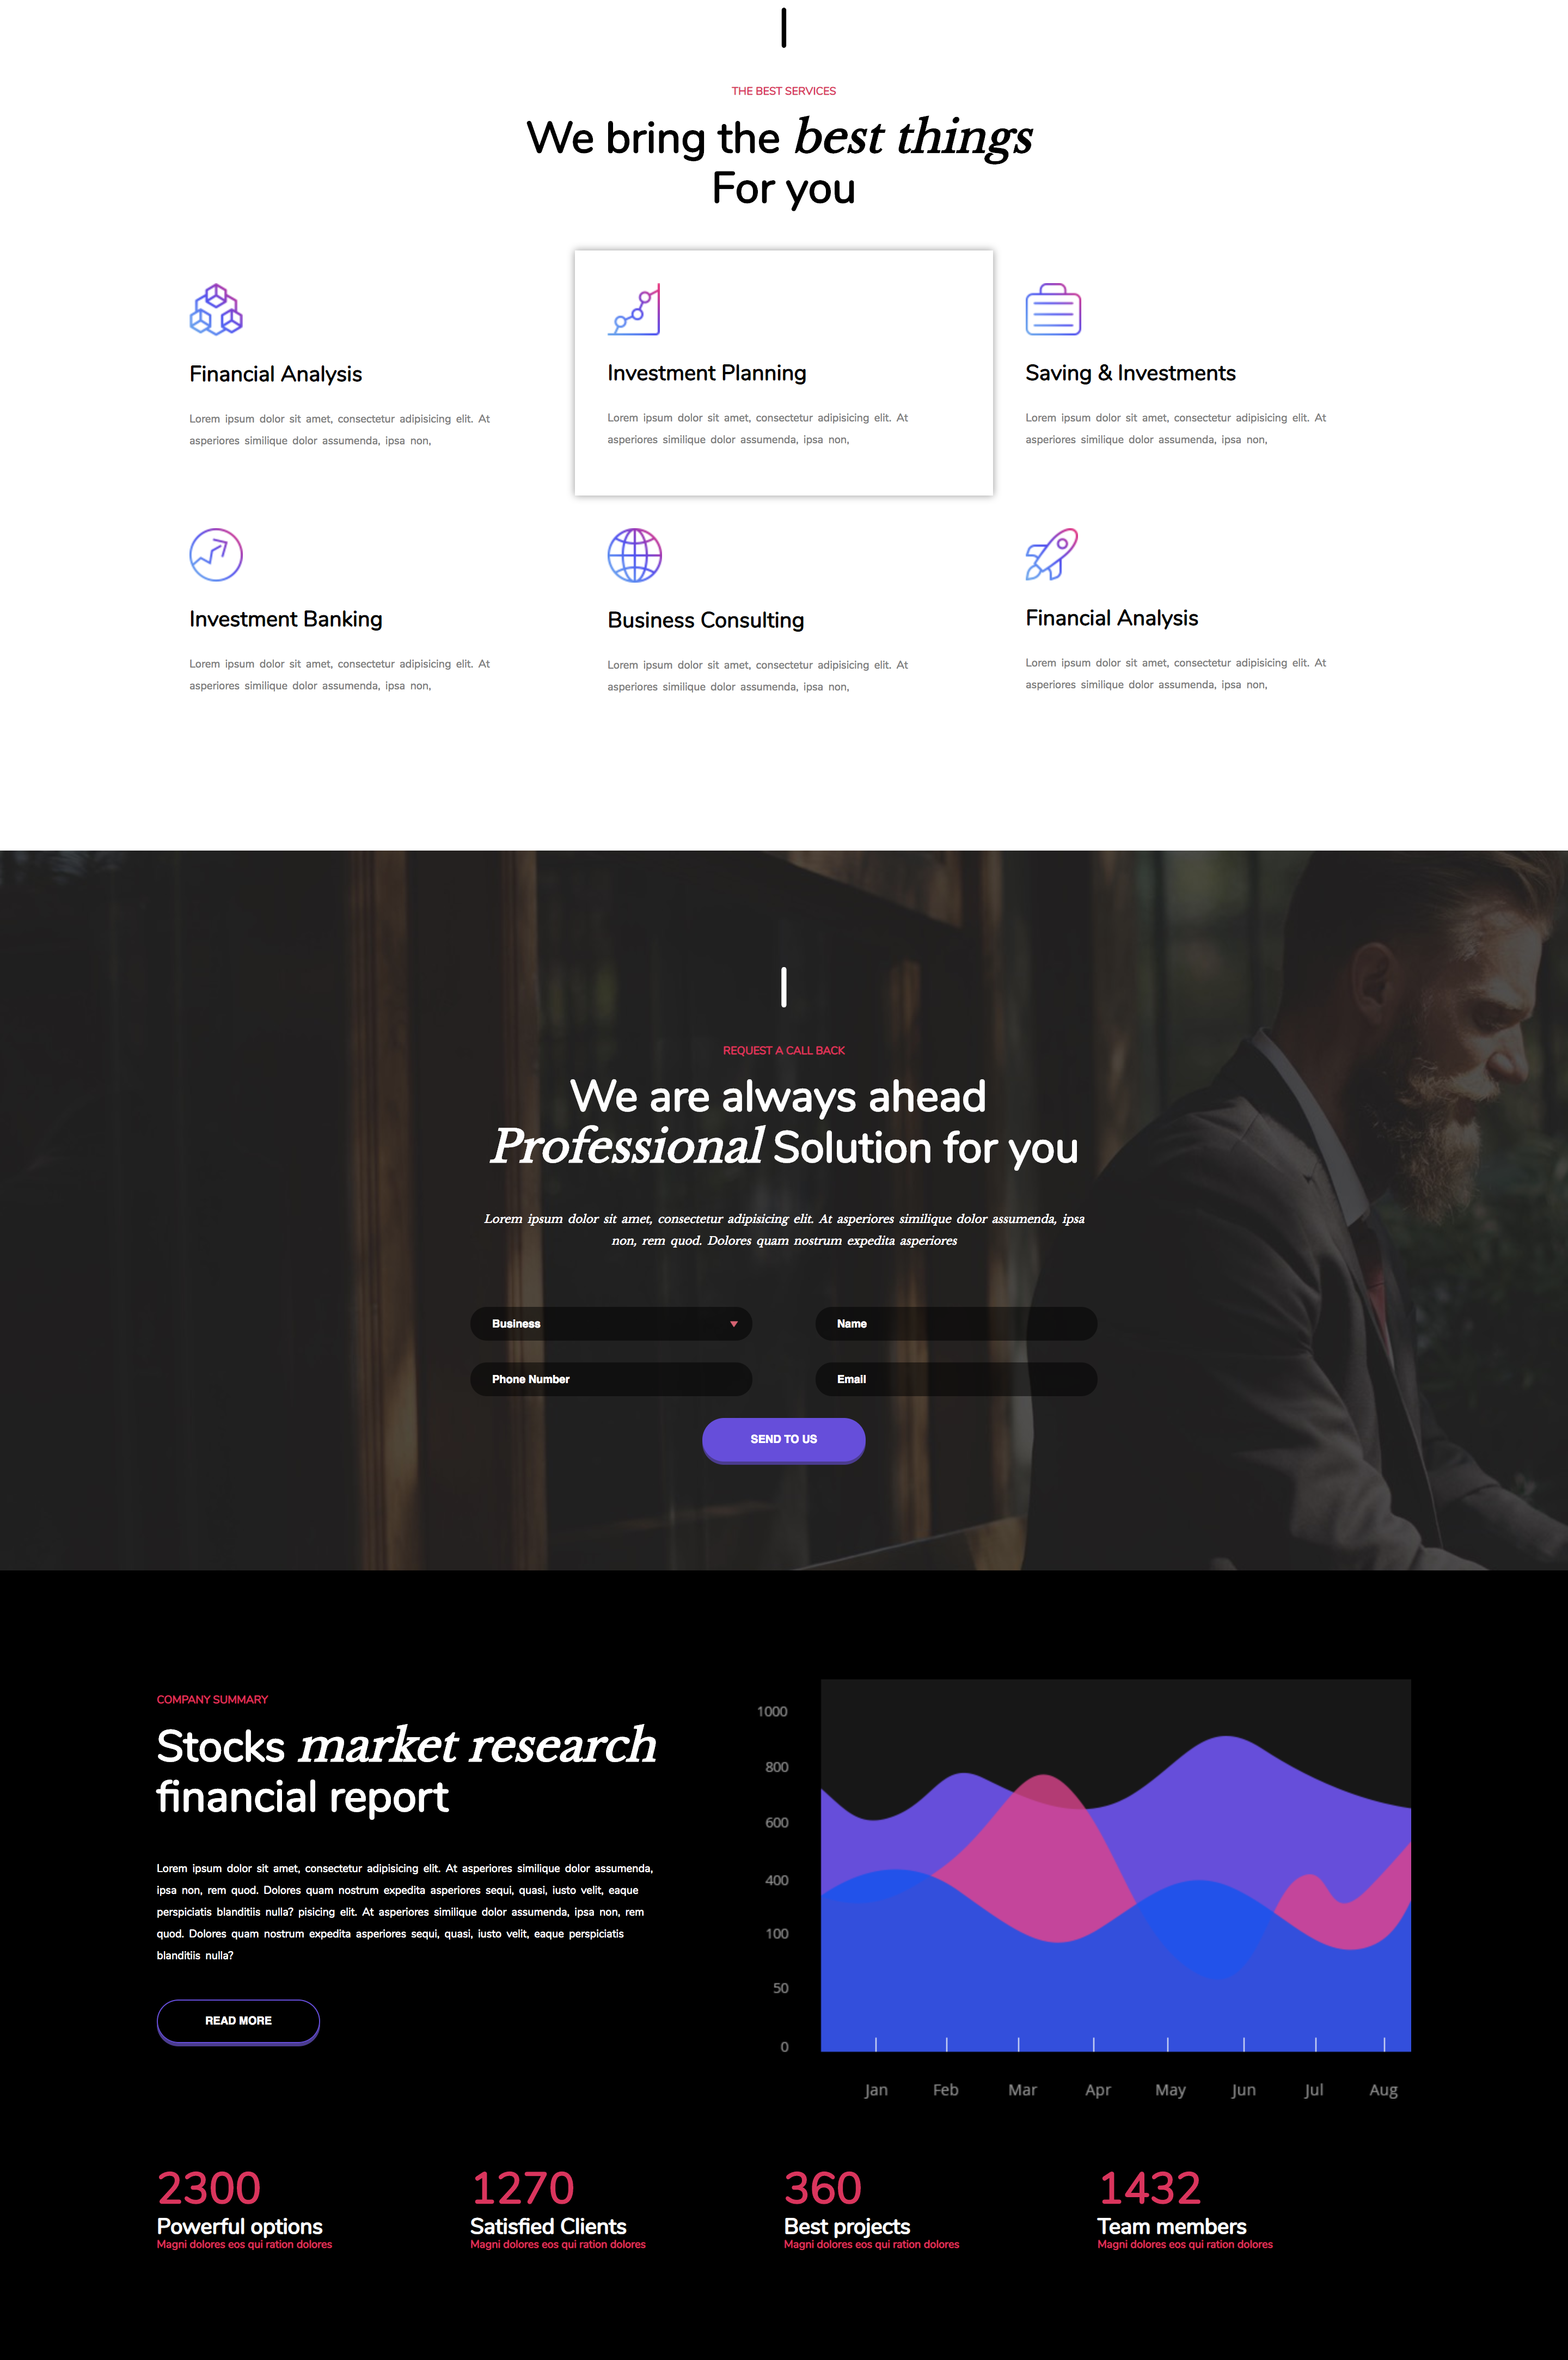 THE BEST SERVICES
We bring the best things
For you
Financial Analysis
Lorem ipsum dolor sit amet, consectetur adipisicing elit. At
asperiores similique dolor assumenda, ipsa non,
Investment Planning
Lorem ipsum dolor sit amet, consectetur adipisicing elit. At
asperiores similique dolor assumenda, ipsa non,
Saving & Investments
Lorem ipsum dolor sit amet, consectetur adipisicing elit. At
asperiores similique dolor assumenda, ipsa non,
Investment Banking
Lorem ipsum dolor sit amet, consectetur adipisicing elit. At
asperiores similique dolor assumenda, ipsa non,
Business Consulting
Lorem ipsum dolor sit amet, consectetur adipisicing elit. At
asperiores similique dolor assumenda, ipsa non,
Financial Analysis
Lorem ipsum dolor sit amet, consectetur adipisicing elit. At
asperiores similique dolor assumenda, ipsa non,
REQUEST A CALL BACK
We are always ahead
Professional Solution for you
Lorem ipsum dolor sit amet, consectetur adipisicing elit. At asperiores similique dolor assumenda, ipsa
non, rem quod. Dolores quam nostrum expedita asperiores
Business
Name
Phone Number
Email
SEND TO US
COMPANY SUMMARY
Stocks market research
financial report
Lorem ipsum dolor sit amet, consectetur adipisicing elit. At asperiores similique dolor assumenda,
ipsa non, rem quod. Dolores quam nostrum expedita asperiores sequi, quasi, iusto velit, eaque
perspiciatis blanditiis nulla? pisicing elit. At asperiores similique dolor assumenda, ipsa non, rem
quod. Dolores quam nostrum expedita asperiores sequi, quasi, iusto velit, eaque perspiciatis
blanditiis nulla?
READ MORE
1000
800
600
400
100
50
0
Jan Feb Mar Apr May Jun Jul Aug
2300
Powerful options
Magni dolores eos qui ration dolores
1270
Satisfied Clients
Magni dolores eos qui ration dolores
360
Best projects
Magni dolores eos qui ration dolores
1432
Team members
Magni dolores eos qui ration dolores